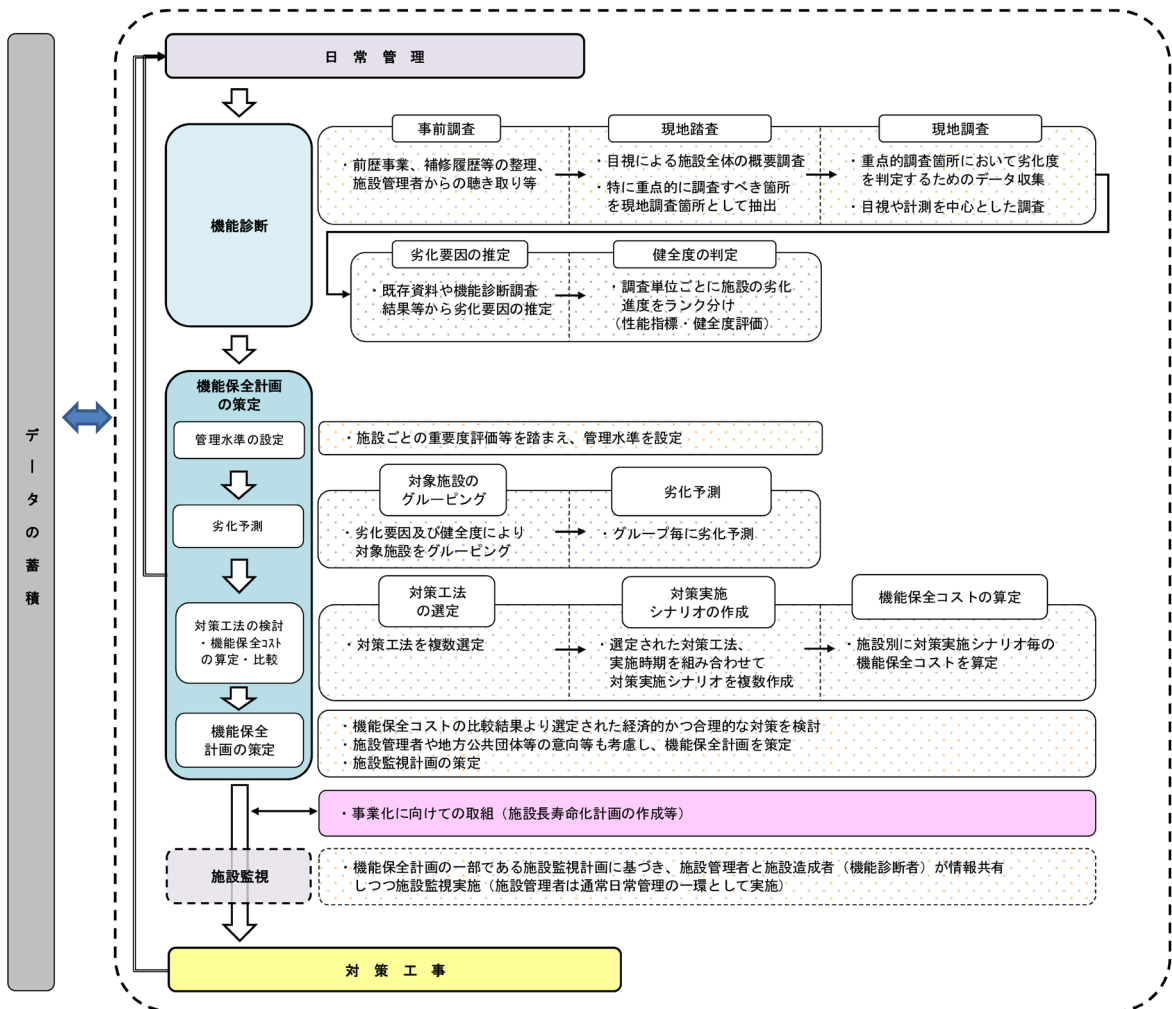 データの蓄積
日常管理
機能診断
事前調査
・前歴事業、補修履歴等の整理、
施設管理者からの聴き取り等
現地踏査
・目視による施設全体の概要調査
・特に重点的に調査すべき箇所
を現地調査箇所として抽出
現地調査
・重点的調査箇所において劣化度
を判定するためのデータ収集
・目視や計測を中心とした調査
劣化要因の推定
・既存資料や機能診断調査
結果等から劣化要因の推定
健全度の判定
・調査単位ごとに施設の劣化
進度をランク分け
（性能指標・健全度評価）
機能保全計画
の策定
管理水準の設定
・施設ごとの重要度評価等を踏まえ、管理水準を設定
劣化予測
対象施設の
グルーピング
・劣化要因及び健全度により
対象施設をグルーピング
劣化予測
・グループ毎に劣化予測
対策工法の検討
・機能保全ｺｽﾄ
の算定・比較
対策工法
の選定
・対策工法を複数選定
対策実施
シナリオの作成
・選定された対策工法、
実施時期を組み合わせて
対策実施シナリオを複数作成
機能保全コストの算定
・施設別に対策実施シナリオ毎の
機能保全コストを算定
機能保全
計画の策定
・機能保全コストの比較結果より選定された経済的かつ合理的な対策を検討
・施設管理者や地方公共団体等の意向等も考慮し、機能保全計画を策定
・施設監視計画の策定
・事業化に向けての取組（施設長寿命化計画の作成等）
施設監視
・機能保全計画の一部である施設監視計画に基づき、施設管理者と施設造成者（機能診断者）が情報共有
しつつ施設監視実施（施設管理者は通常日常管理の一環として実施）
対策工事